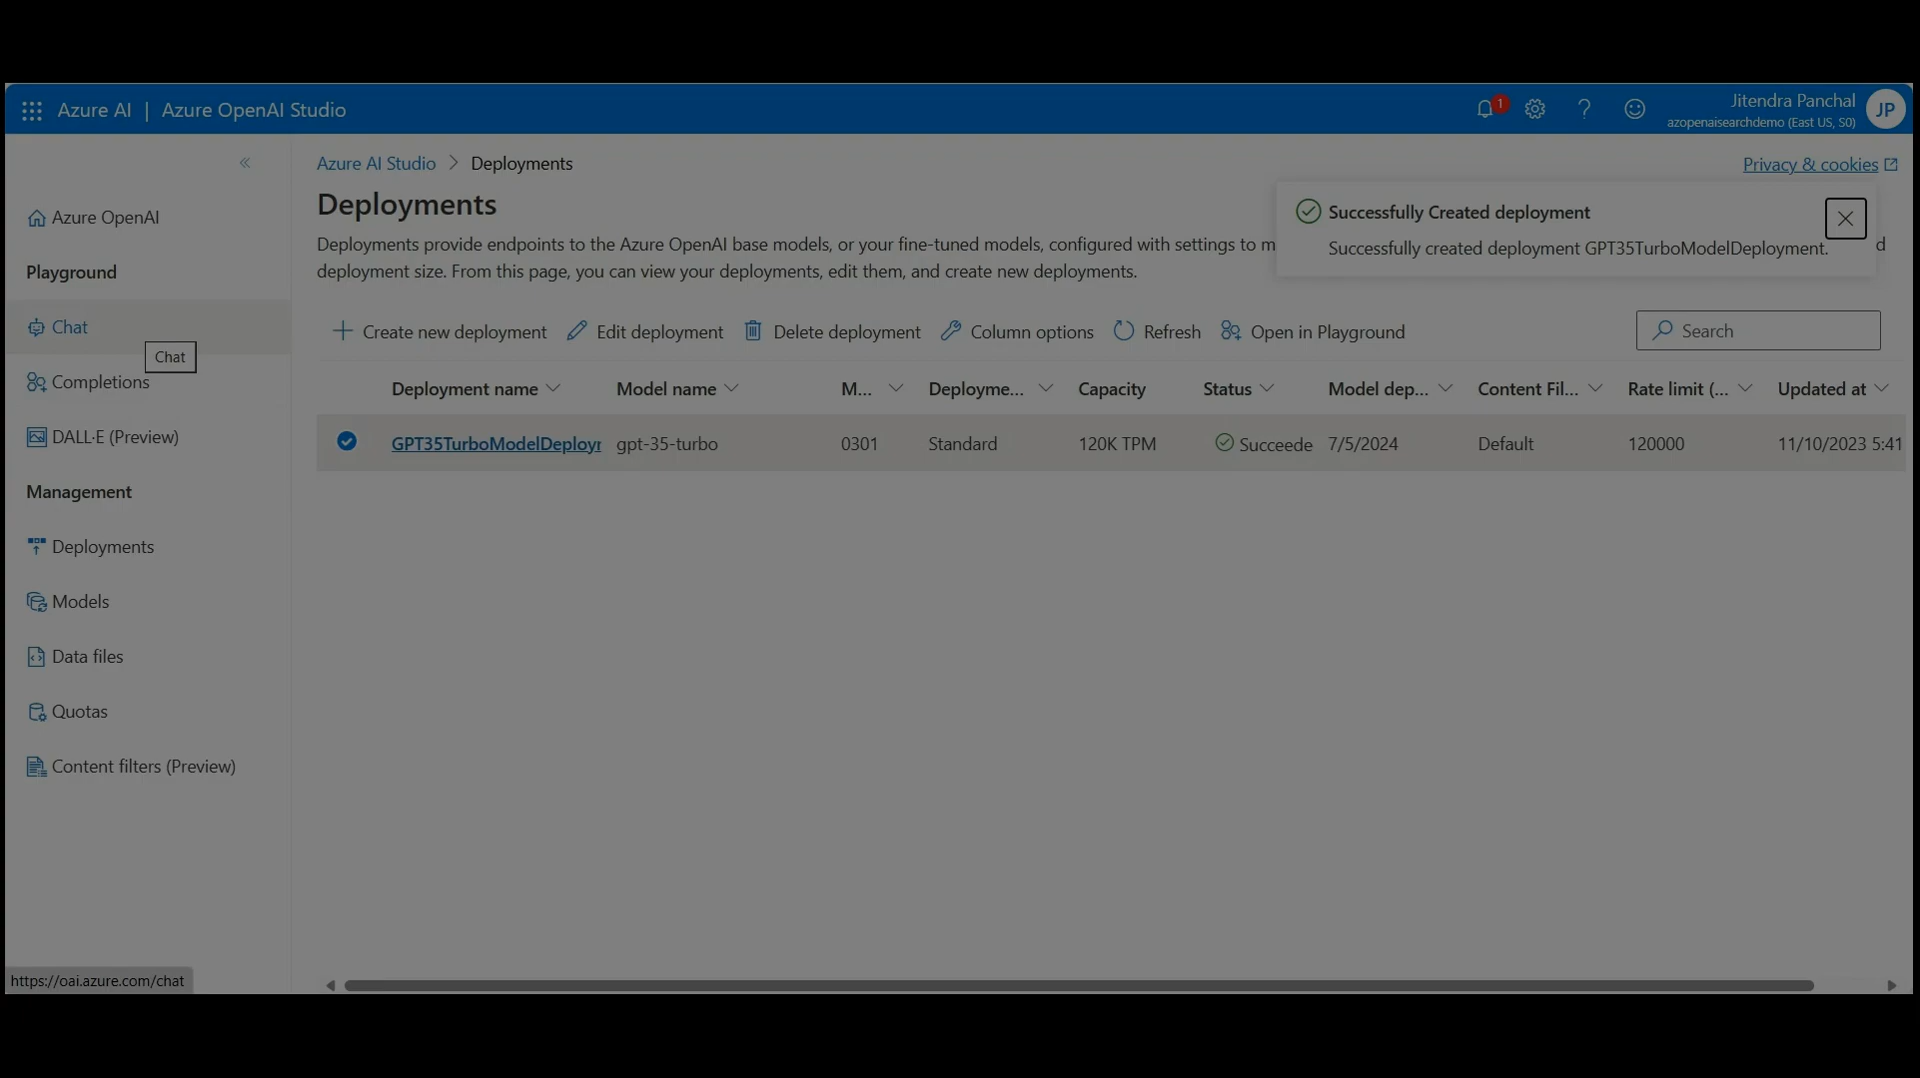 Azure AI | Azure OpenAI Studio
1
Jitendra Panchal
azopenaisearchdemo (East US, S0)
JP
Azure AI Studio > Deployments
Privacy & cookies
Azure OpenAI
Playground
Chat
Chat
Completions
DALL·E (Preview)
Management
Deployments
Models
Data files
Quotas
Content filters (Preview)
Deployments
Deployments provide endpoints to the Azure OpenAI base models, or your fine-tuned models, configured with settings to m d
deployment size. From this page, you can view your deployments, edit them, and create new deployments.
Successfully Created deployment
Successfully created deployment GPT35TurboModelDeployment.
Create new deployment Edit deployment Delete deployment Column options Refresh Open in Playground Search
Deployment name Model name M... Deployme... Capacity Status Model dep... Content Fil... Rate limit (... Updated at
GPT35TurboModelDeployr gpt-35-turbo 0301 Standard 120K TPM Succeede 7/5/2024 Default 120000 11/10/2023 5:41
https://oai.azure.com/chat